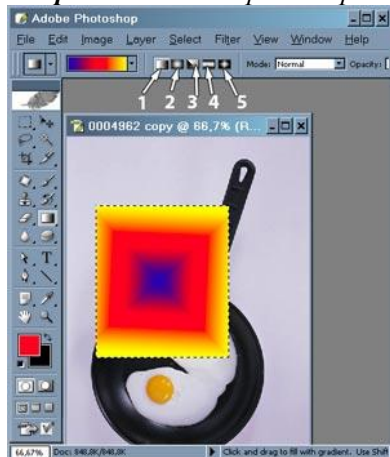 Adobe Photoshop
File Edit Image Layer Select Filter View Window Help
Mode: Normal Opacity:
1 2 3 4 5
0004962 copy @ 66,7% (R...
T
66,67% Doc: 848,8K/848,8K Click and drag to fill with gradient. Use Shif